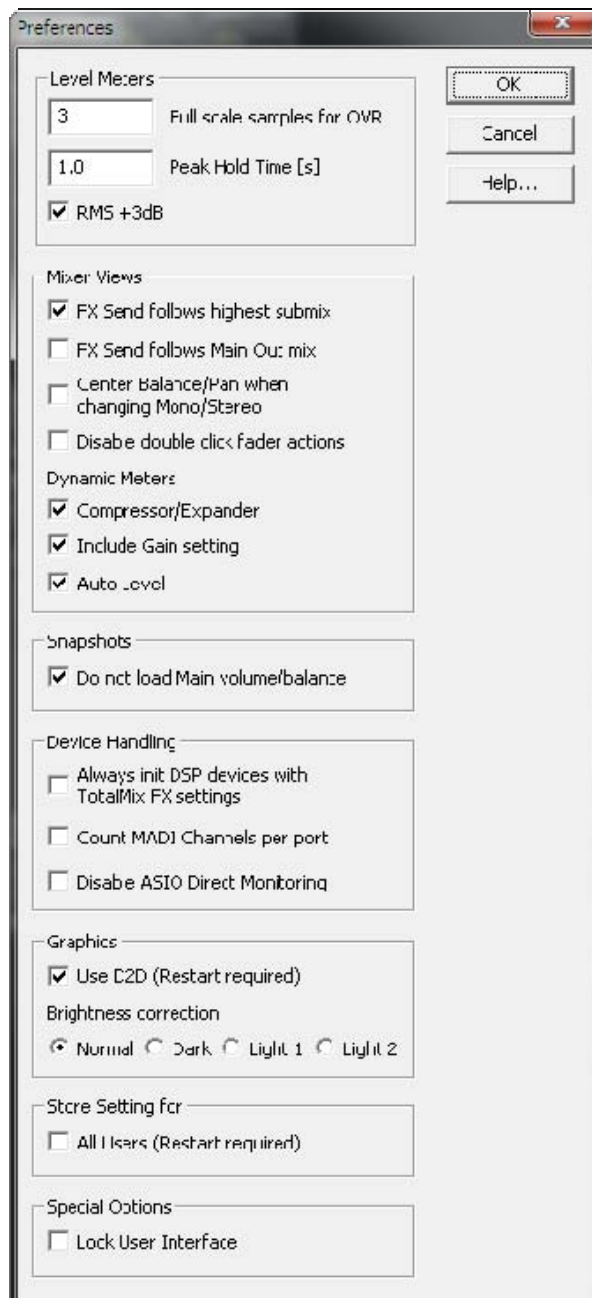 Preferences
Level Meters
3 Full scale samples for OVR
1.0 Peak Hold Time [s]
RMS +3dB
OK
Cancel
Help...
Mixer Views
FX Send follows highest submix
FX Send follows Main Out mix
Center Balance/Pan when
changing Mono/Stereo
Disable double click fader actions
Dynamic Meters
Compressor/Expander
Include Gain setting
Auto Level
Snapshots
Do not load Main volume/balance
Device Handling
Always init DSP devices with
TotalMix FX settings
Count MADI Channels per port
Disable ASIO Direct Monitoring
Graphics
Use D2D (Restart required)
Brightness correction
Normal Dark Light 1 Light 2
Store Setting for
All Users (Restart required)
Special Options
Lock User Interface